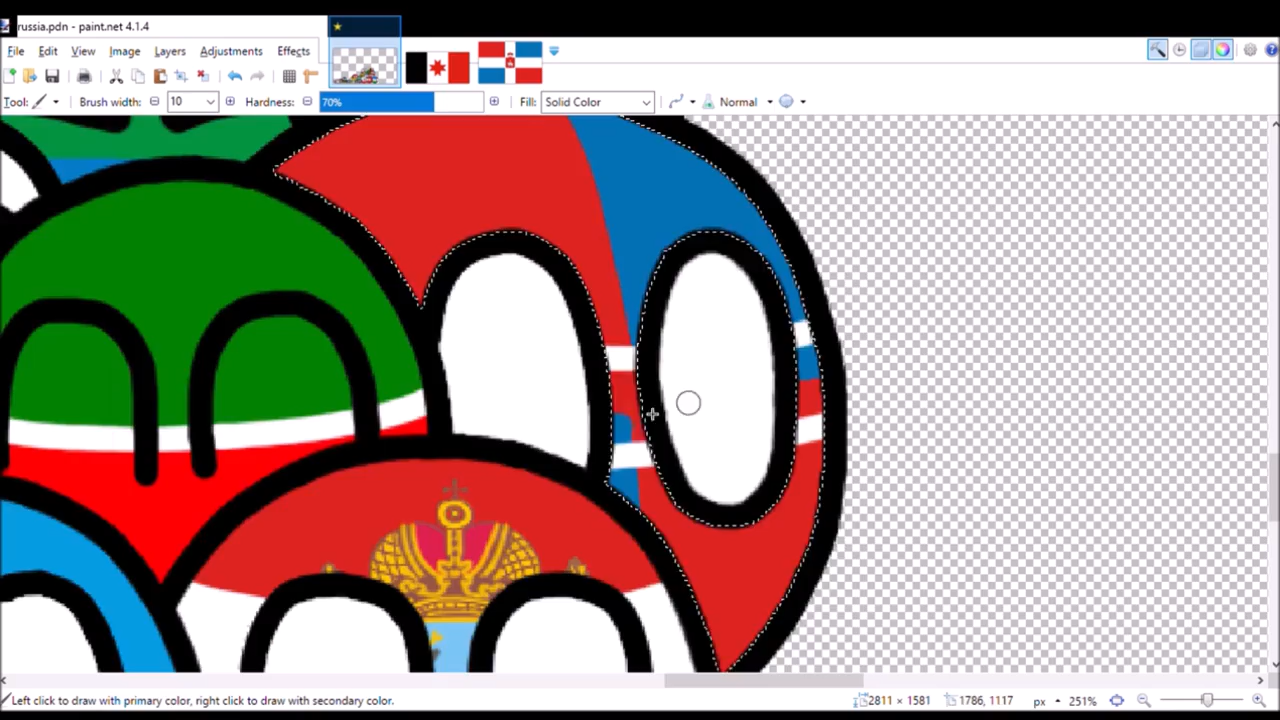 russia.pdn - paint.net 4.1.4
File Edit View Image Layers Adjustments Effects
Tool: Brush width: 10 Hardness: 70% Fill: Solid Color Normal
Left click to draw with primary color, right click to draw with secondary color. 2811 × 1581 1786, 1117 px 251%